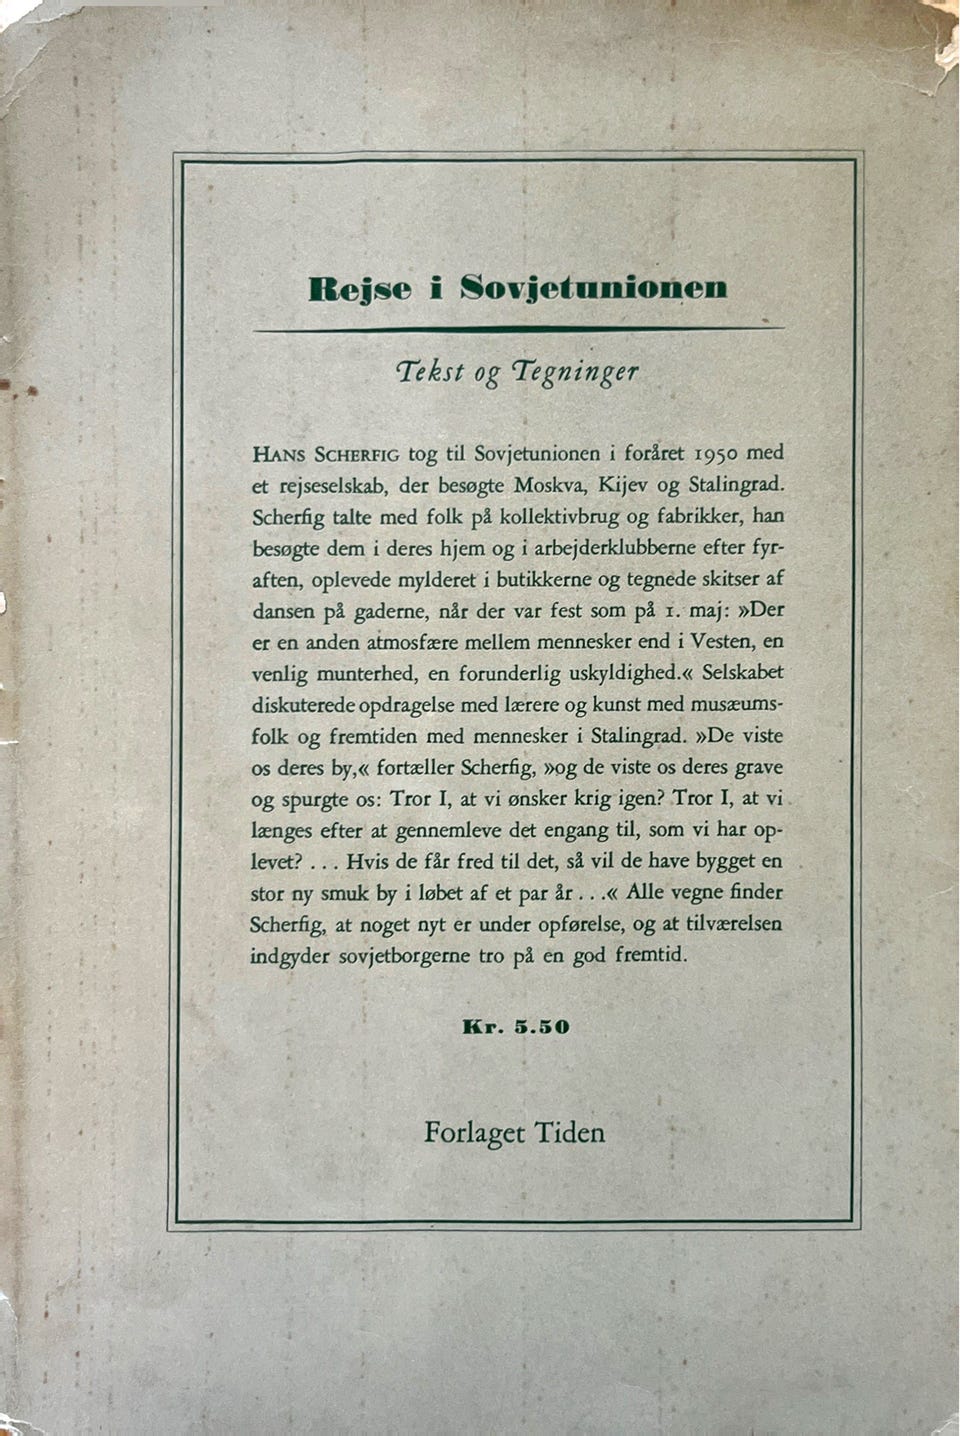 Rejse i Sovjetunionen
Tekst og Tegninger
HANS SCHERFIG tog til Sovjetunionen i foråret 1950 med
et rejseselskab, der besøgte Moskva, Kijev og Stalingrad.
Scherfig talte med folk på kollektivbrug og fabrikker, han
besøgte dem i deres hjem og i arbejderklubberne efter fyr-
aften, oplevede mylderet i butikkerne og tegnede skitser af
dansen på gaderne, når der var fest som på 1. maj: »Der
er en anden atmosfære mellem mennesker end i Vesten, en
venlig munterhed, en forunderlig uskyldighed.« Selskabet
diskuterede opdragelse med lærere og kunst med musæums-
folk og fremtiden med mennesker i Stalingrad. »De viste
os deres by,« fortæller Scherfig, »og de viste os deres grave
og spurgte os: Tror I, at vi ønsker krig igen? Tror I, at vi
længes efter at gennemleve det engang til, som vi har op-
levet? . . . Hvis de får fred til det, så vil de have bygget en
stor ny smuk by i løbet af et par år . . .« Alle vegne finder
Scherfig, at noget nyt er under opførelse, og at tilværelsen
indgyder sovjetborgerne tro på en god fremtid.
Kr. 5.50
Forlaget Tiden